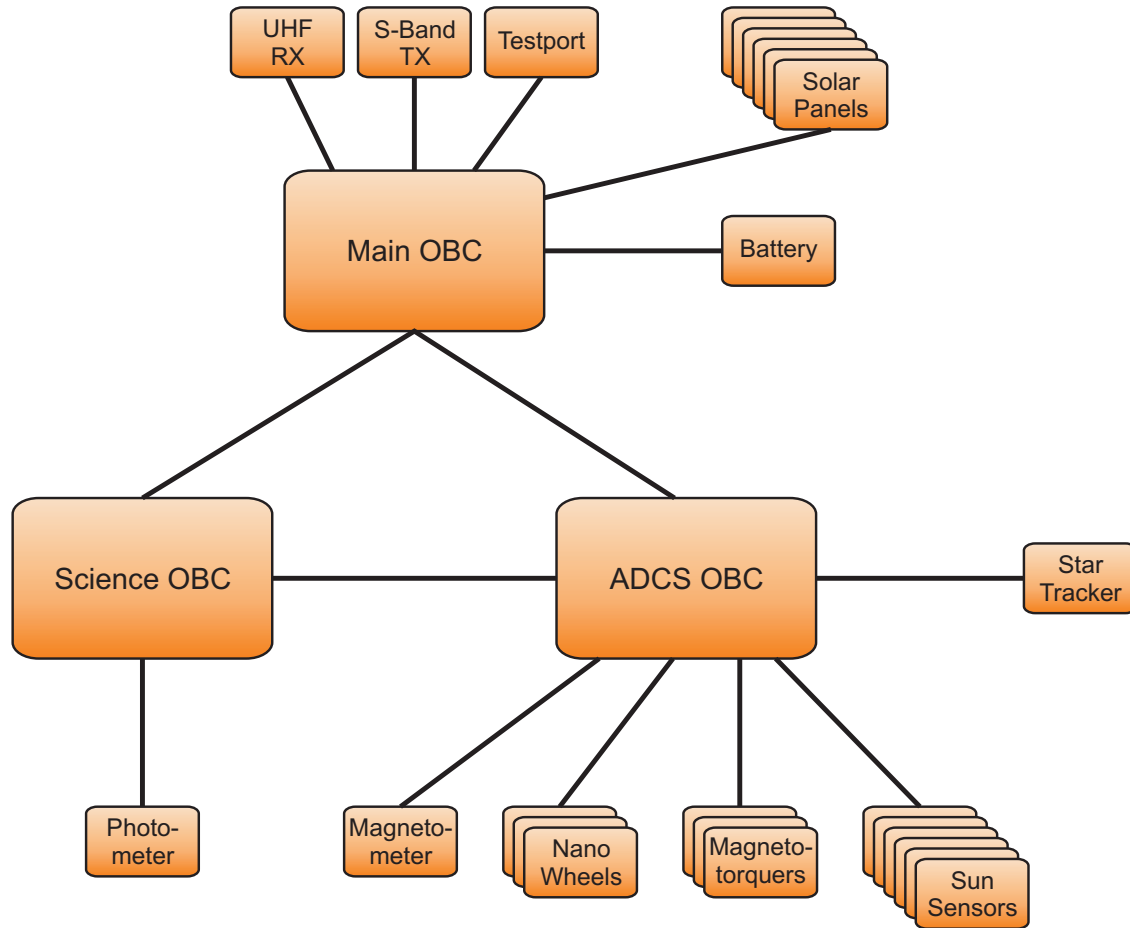 UHF
RX
S-Band
TX
Testport
Solar
Panels
Main OBC
Battery
Science OBC
ADCS OBC
Star
Tracker
Photo-
meter
Magneto-
meter
Nano
Wheels
Magneto-
torquers
Sun
Sensors